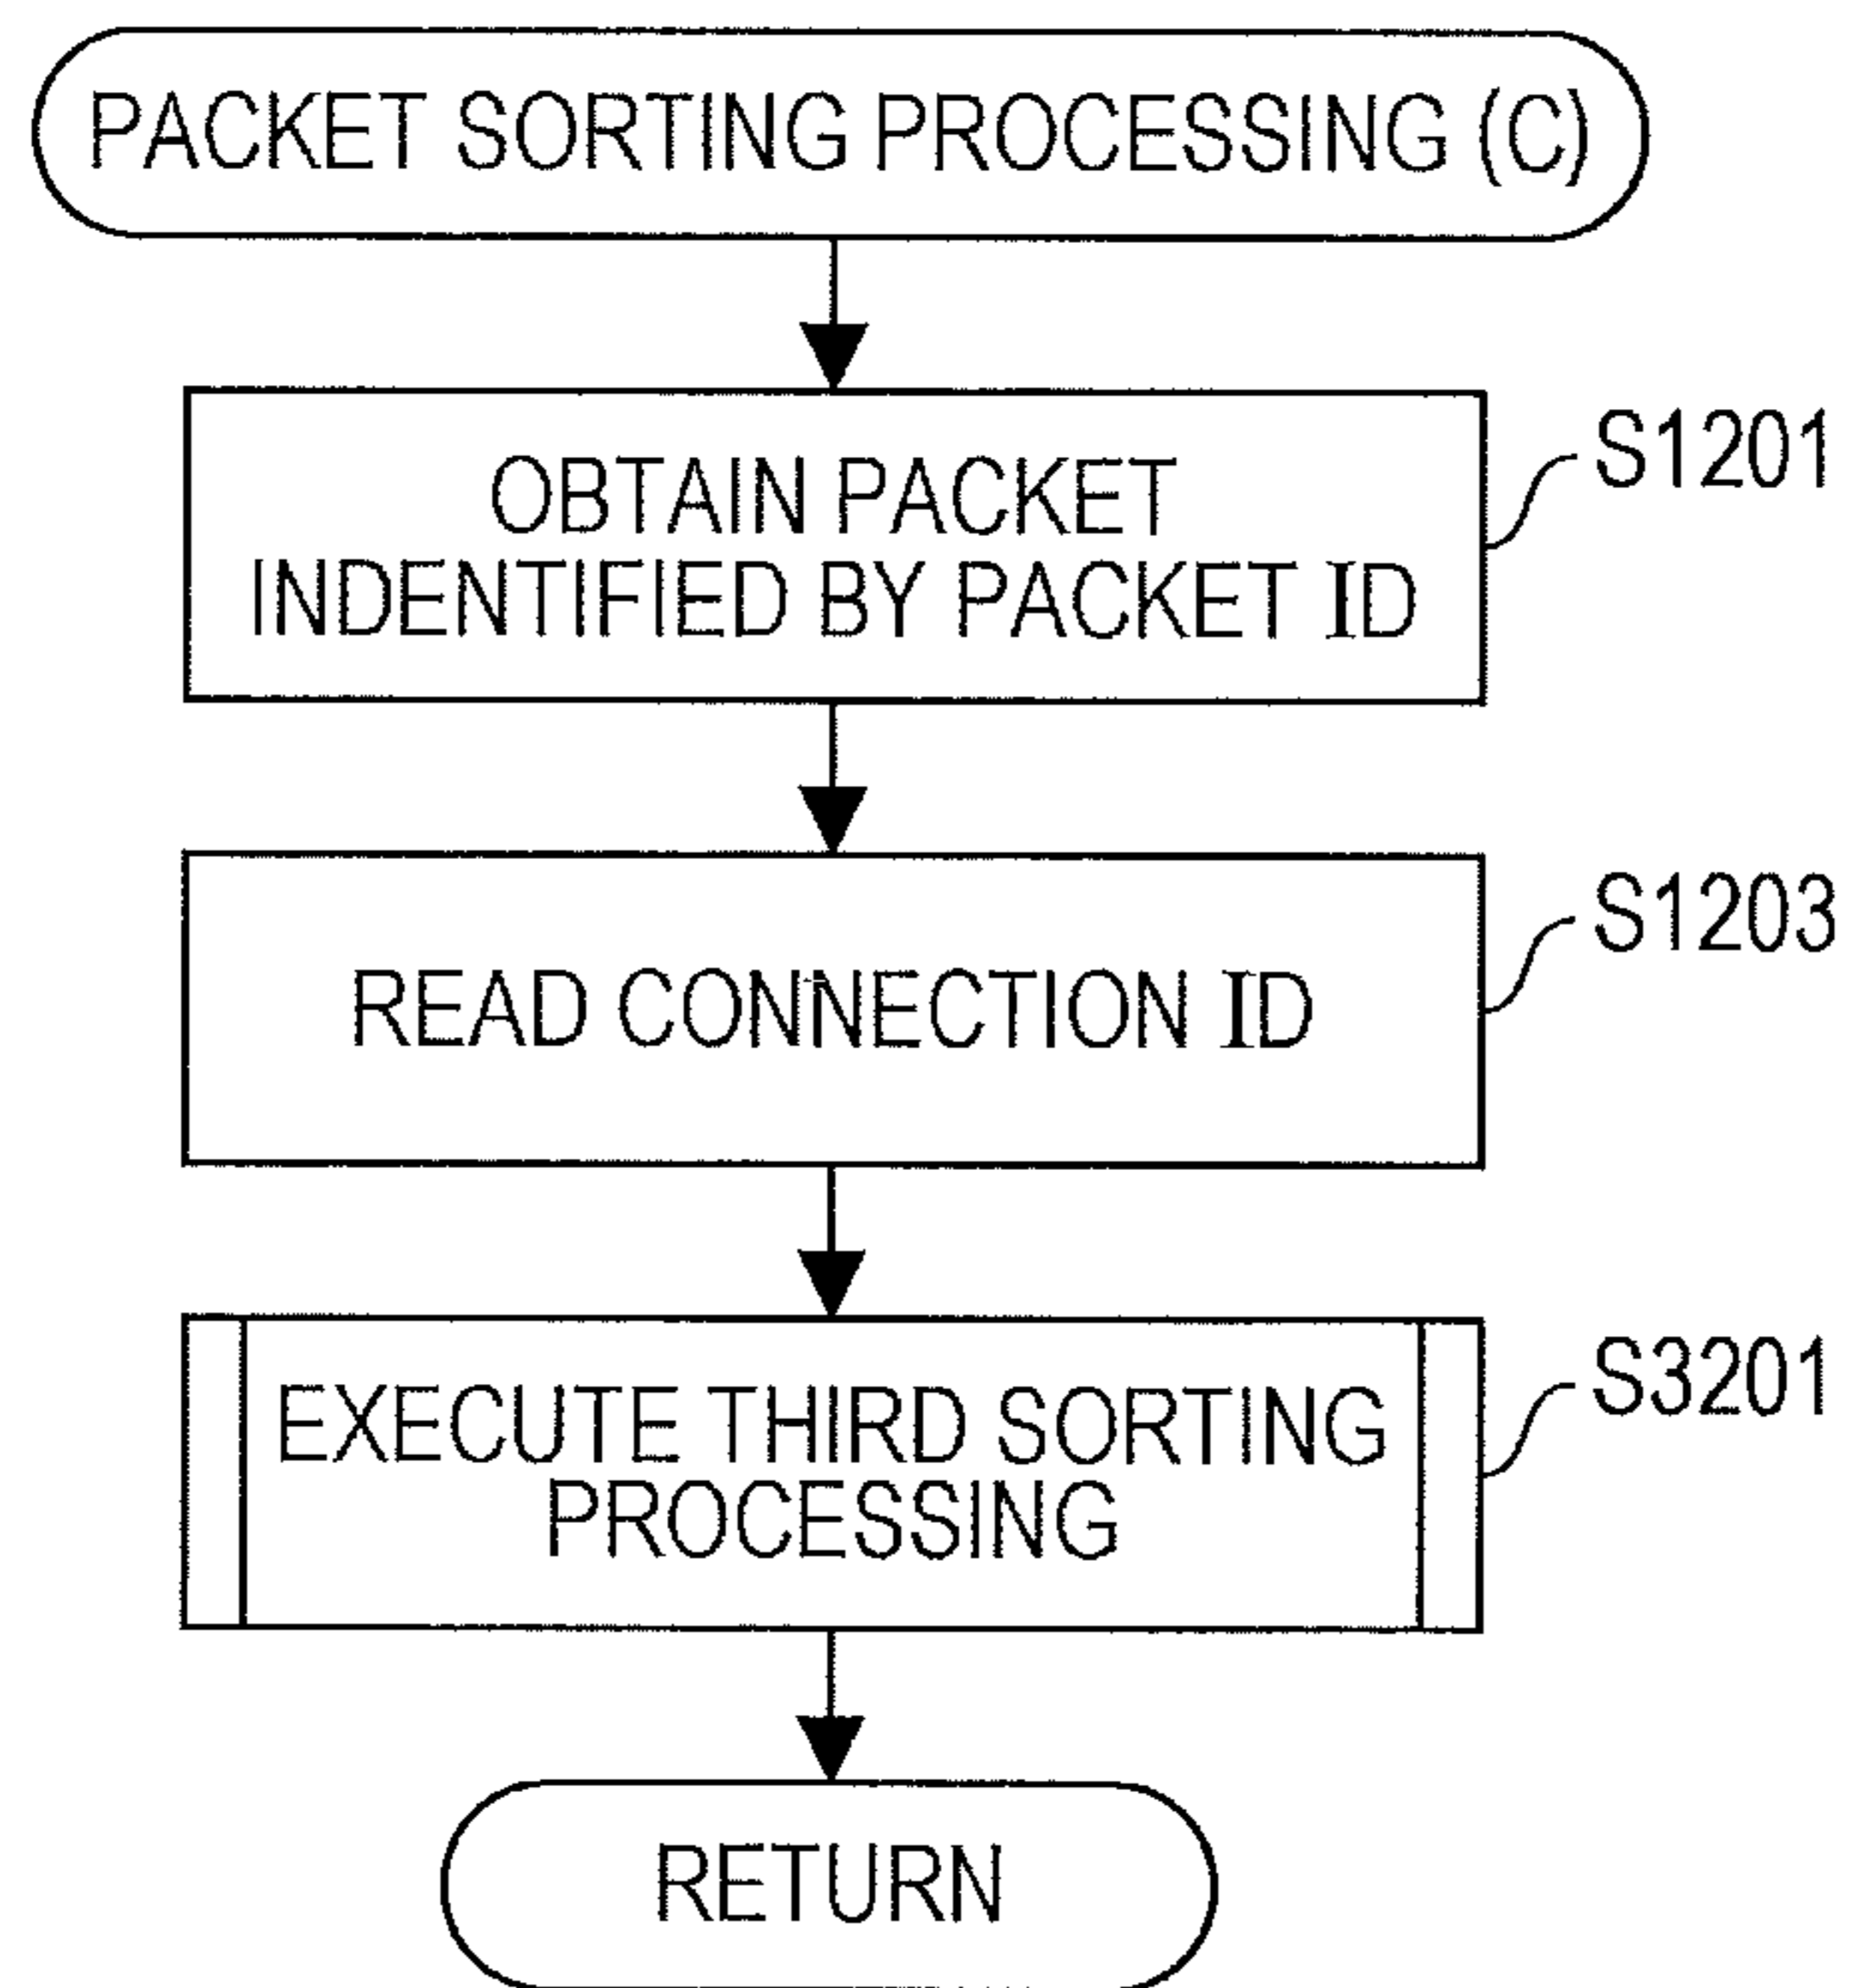 PACKET SORTING PROCESSING (C)
OBTAIN PACKET
INDENTIFIED BY PACKET ID
S1201
READ CONNECTION ID
S1203
EXECUTE THIRD SORTING
PROCESSING
S3201
RETURN